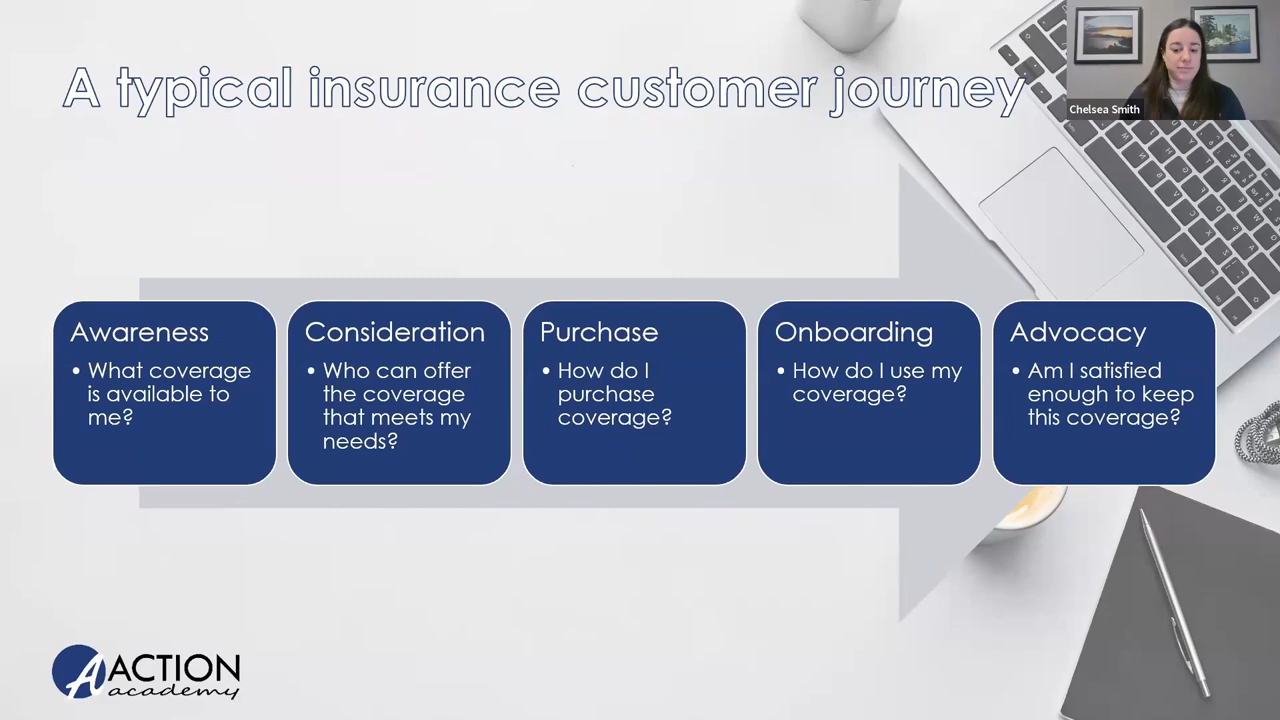 A typical insurance customer journey
Chelsea Smith
Awareness
• What coverage
is available to
me?
Consideration
• Who can offer
the coverage
that meets my
needs?
Purchase
• How do I
purchase
coverage?
Onboarding
• How do I use my
coverage?
Advocacy
• Am I satisfied
enough to keep
this coverage?
A ACTION
academy